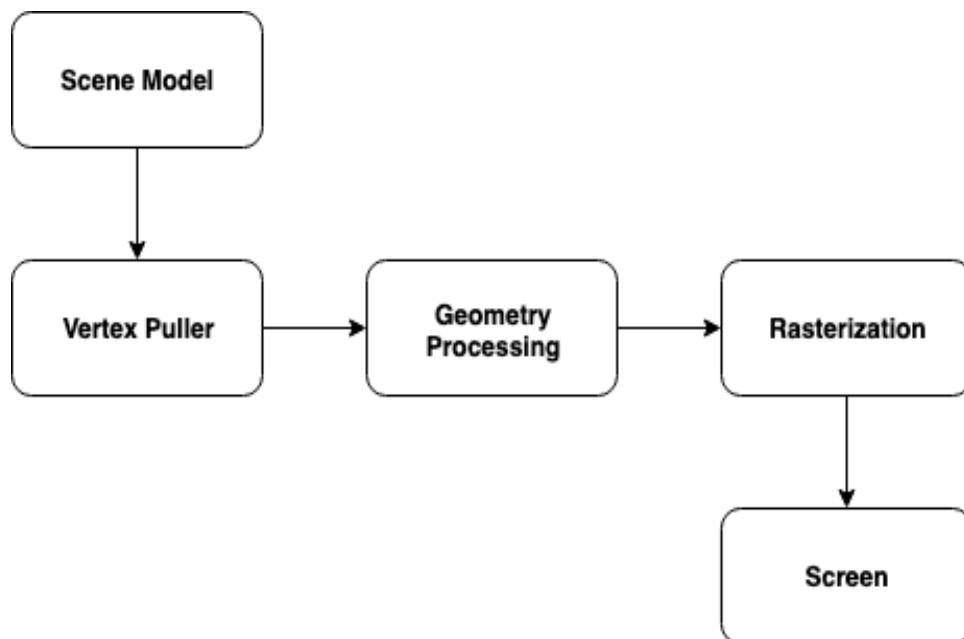 Scene Model
Vertex Puller
Geometry
Processing
Rasterization
Screen